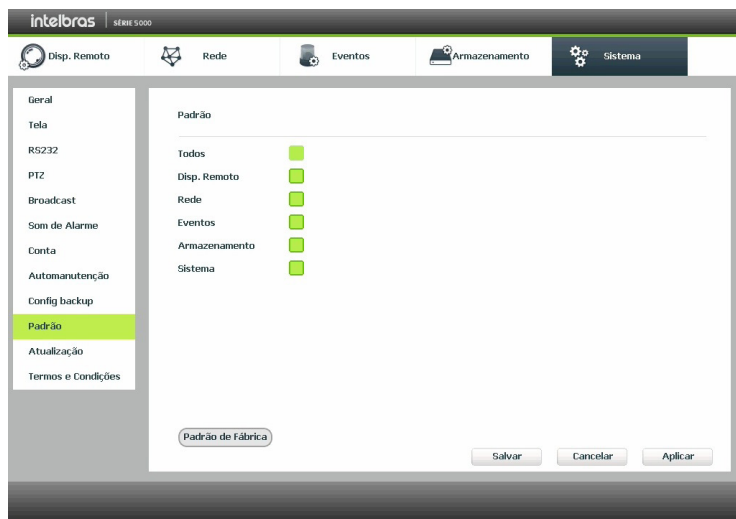 intelbras | SÉRIE 5000
Disp. Remoto
Rede
Eventos
Armazenamento
Sistema
Geral
Tela
RS232
PTZ
Broadcast
Som de Alarme
Conta
Automanutenção
Config backup
Padrão
Atualização
Termos e Condições
Padrão
Todos
Disp. Remoto
Rede
Eventos
Armazenamento
Sistema
Padrão de Fábrica
Salvar
Cancelar
Aplicar